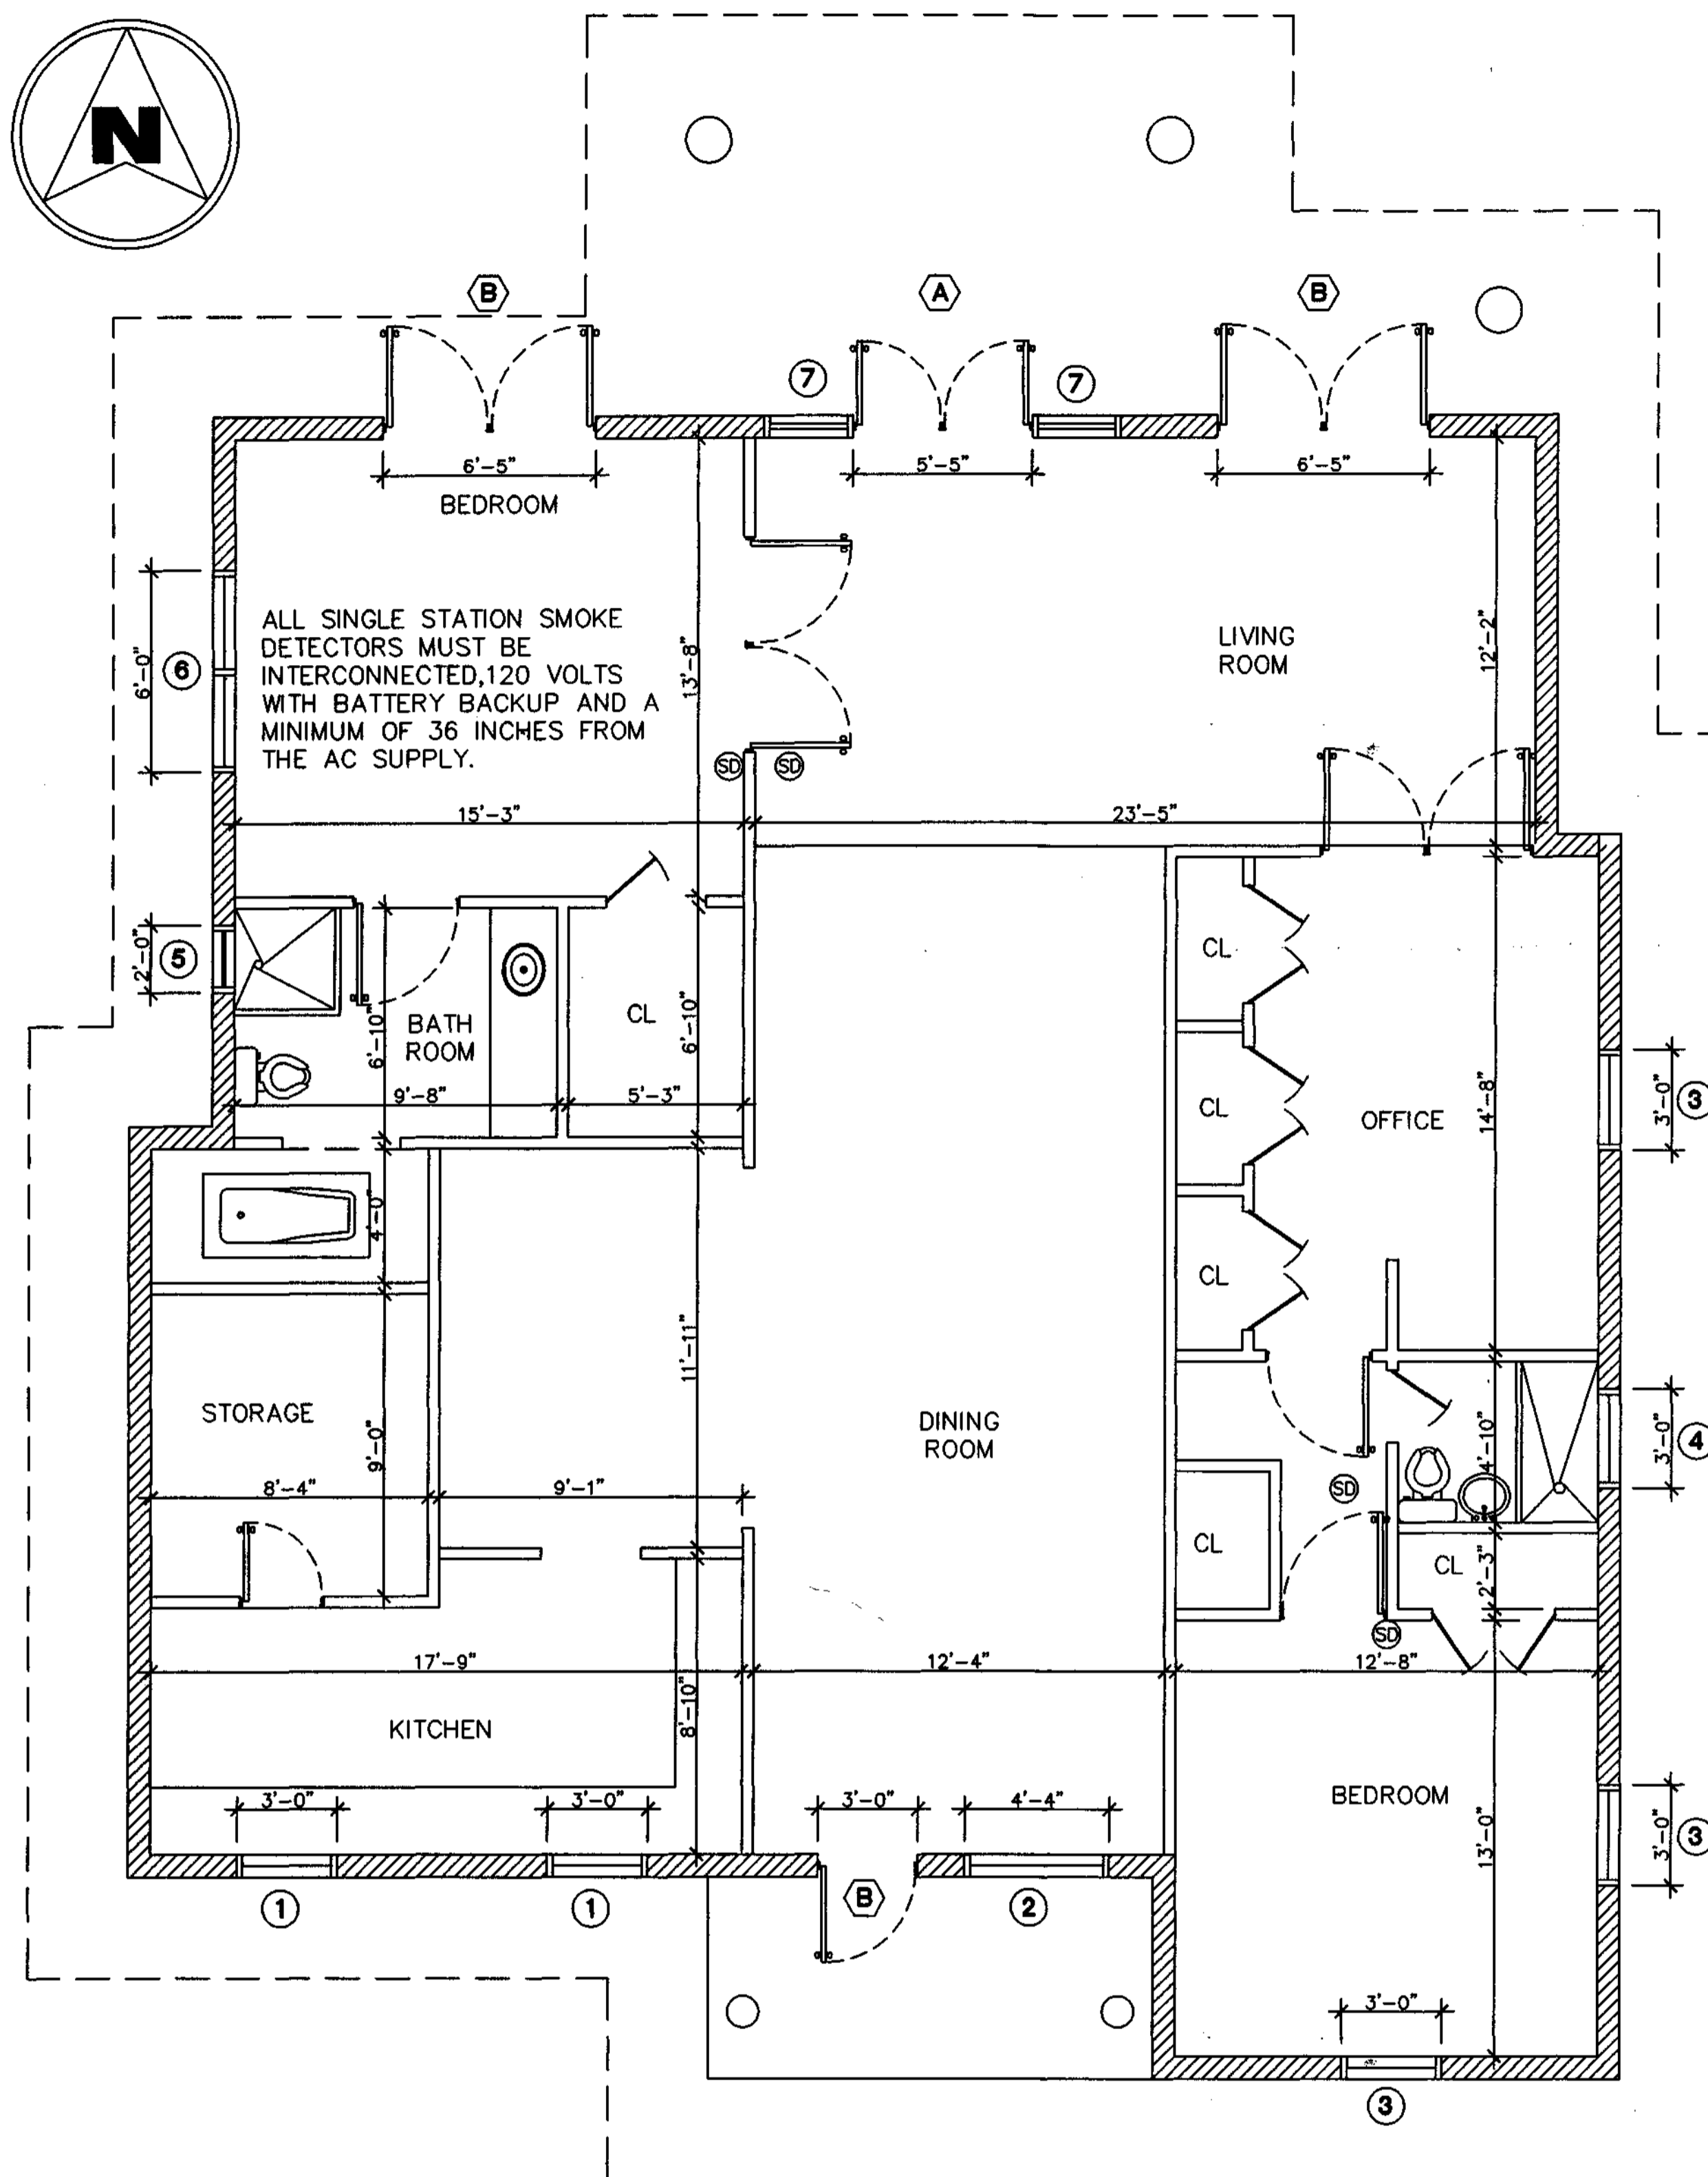 N
B
A
B
7
7
6'-5"
5'-5"
6'-5"
BEDROOM
ALL SINGLE STATION SMOKE
DETECTORS MUST BE
INTERCONNECTED,120 VOLTS
WITH BATTERY BACKUP AND A
MINIMUM OF 36 INCHES FROM
THE AC SUPPLY.
6'-0"
6
13'-8"
LIVING
ROOM
12'-2"
SD
SD
15'-3"
23'-5"
2'-0"
5
CL
BATH
ROOM
6'-10"
CL
6'-10"
9'-8"
5'-3"
CL
OFFICE
14'-8"
3'-0"
3
4'-0"
CL
11'-11"
STORAGE
9'-0"
DINING
ROOM
4'-10"
3'-0"
4
8'-4"
9'-1"
SD
CL
CL
2'-3"
SD
17'-9"
12'-4"
12'-8"
KITCHEN
8'-10"
3'-0"
3'-0"
3'-0"
4'-4"
BEDROOM
13'-0"
3'-0"
3
1
1
B
2
3'-0"
3